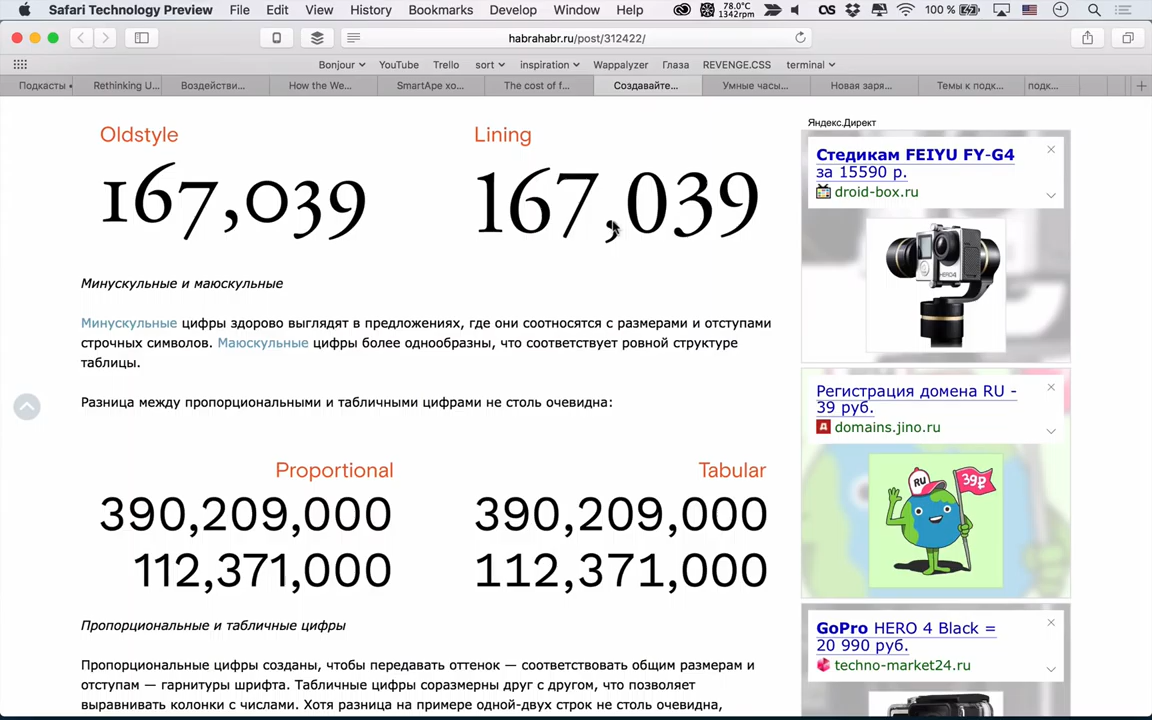 Safari Technology Preview File Edit View History Bookmarks Develop Window Help 78.0°C 1342rpm 100 %
habrahabr.ru/post/312422/
Bonjour YouTube Trello sort inspiration Wappalyzer Глаза REVENGE.CSS terminal
Подкасты • Rethinking U... Воздействи... How the We... SmartApe хо... The cost of f... Создавайте... Умные часы... Новая заря... Темы к подк... подк...
Oldstyle Lining
167,039 167,039
Минускульные и маюскульные
Минускульные цифры здорово выглядят в предложениях, где они соотносятся с размерами и отступами
строчных символов. Маюскульные цифры более однообразны, что соответствует ровной структуре
таблицы.
Разница между пропорциональными и табличными цифрами не столь очевидна:
Proportional Tabular
390,209,000 390,209,000
112,371,000 112,371,000
Пропорциональные и табличные цифры
Пропорциональные цифры созданы, чтобы передавать оттенок — соответствовать общим размерам и
отступам — гарнитуры шрифта. Табличные цифры соразмерны друг с другом, что позволяет
выравнивать колонки с числами. Хотя разница на примере одной-двух строк не столь очевидна,
Яндекс.Директ
Стедикам FEIYU FY-G4
за 15590 р.
droid-box.ru
HERO4
Регистрация домена RU -
39 руб.
domains.jino.ru
RU
39₽
GoPro HERO 4 Black =
20 990 руб.
techno-market24.ru